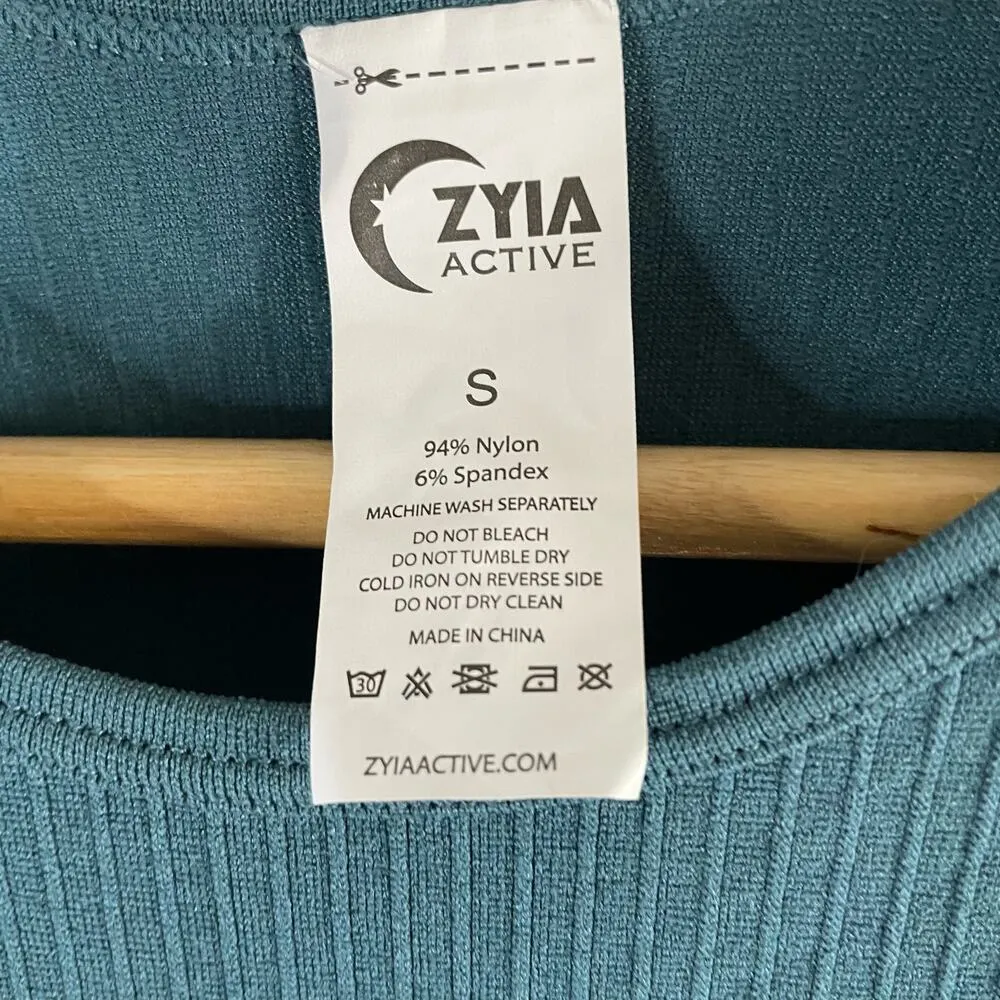 ZYIA
ACTIVE
S
94% Nylon
6% Spandex
MACHINE WASH SEPARATELY
DO NOT BLEACH
DO NOT TUMBLE DRY
COLD IRON ON REVERSE SIDE
DO NOT DRY CLEAN
MADE IN CHINA
30
ZYIAACTIVE.COM